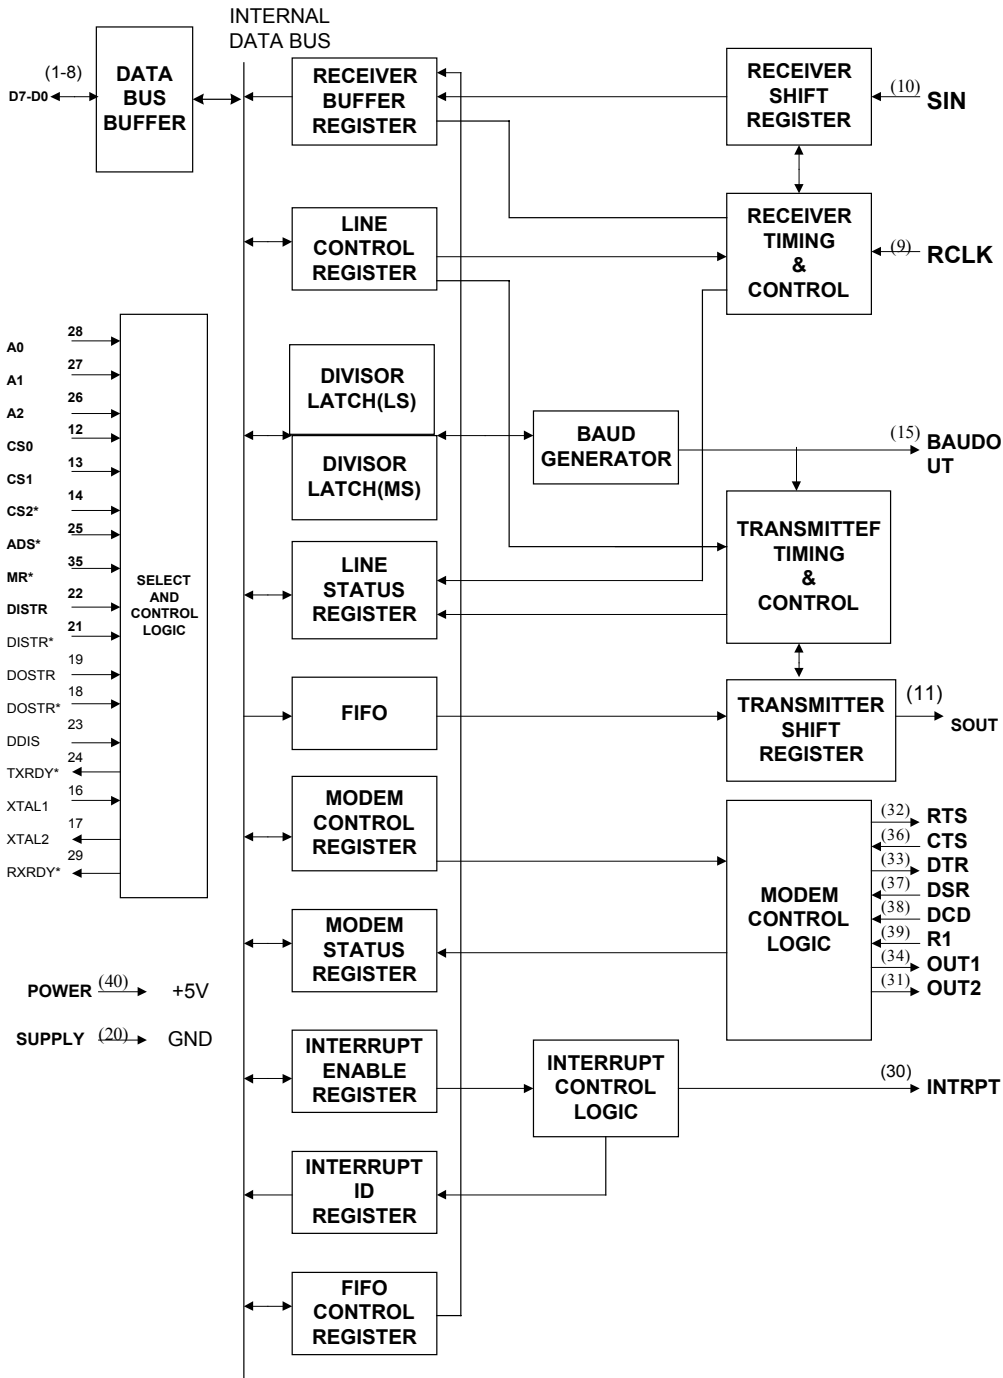 INTERNAL
DATA BUS
(1-8)
D7-D0
DATA
BUS
BUFFER
RECEIVER
BUFFER
REGISTER
RECEIVER
SHIFT
REGISTER
(10)
SIN
LINE
CONTROL
REGISTER
RECEIVER
TIMING
&
CONTROL
(9)
RCLK
A0
28
A1
27
A2
26
CS0
12
CS1
13
CS2*
14
ADS*
25
MR*
35
DISTR
22
DISTR*
21
DOSTR
19
DOSTR*
18
DDIS
23
TXRDY*
24
XTAL1
16
XTAL2
17
RXRDY*
29
SELECT
AND
CONTROL
LOGIC
DIVISOR
LATCH(LS)
DIVISOR
LATCH(MS)
BAUD
GENERATOR
(15)
BAUDO
UT
LINE
STATUS
REGISTER
TRANSMITTEF
TIMING
&
CONTROL
FIFO
TRANSMITTER
SHIFT
REGISTER
(11)
SOUT
MODEM
CONTROL
REGISTER
MODEM
STATUS
REGISTER
MODEM
CONTROL
LOGIC
(32)
RTS
(36)
CTS
(33)
DTR
(37)
DSR
(38)
DCD
(39)
R1
(34)
OUT1
(31)
OUT2
POWER
(40)
+5V
SUPPLY
(20)
GND
INTERRUPT
ENABLE
REGISTER
INTERRUPT
CONTROL
LOGIC
(30)
INTRPT
INTERRUPT
ID
REGISTER
FIFO
CONTROL
REGISTER